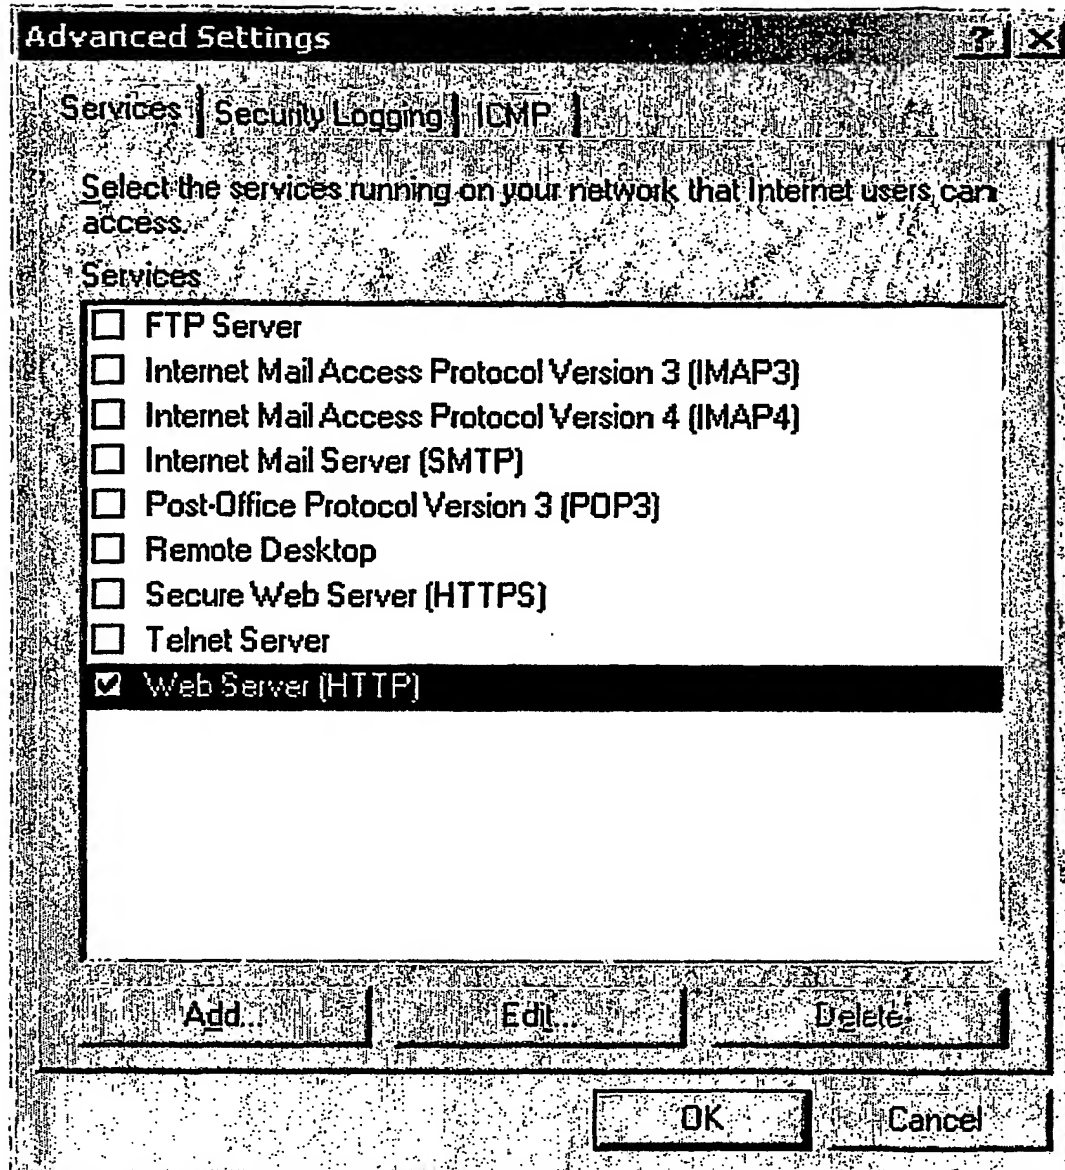 Advanced Settings ? X
Services Security Logging ICMP
Select the services running on your network that Internet users can
access.
Services
FTP Server
Internet Mail Access Protocol Version 3 (IMAP3)
Internet Mail Access Protocol Version 4 (IMAP4)
Internet Mail Server (SMTP)
Post-Office Protocol Version 3 (POP3)
Remote Desktop
Secure Web Server (HTTPS)
Telnet Server
Web Server (HTTP)
Add... Edit... Delete
OK Cancel